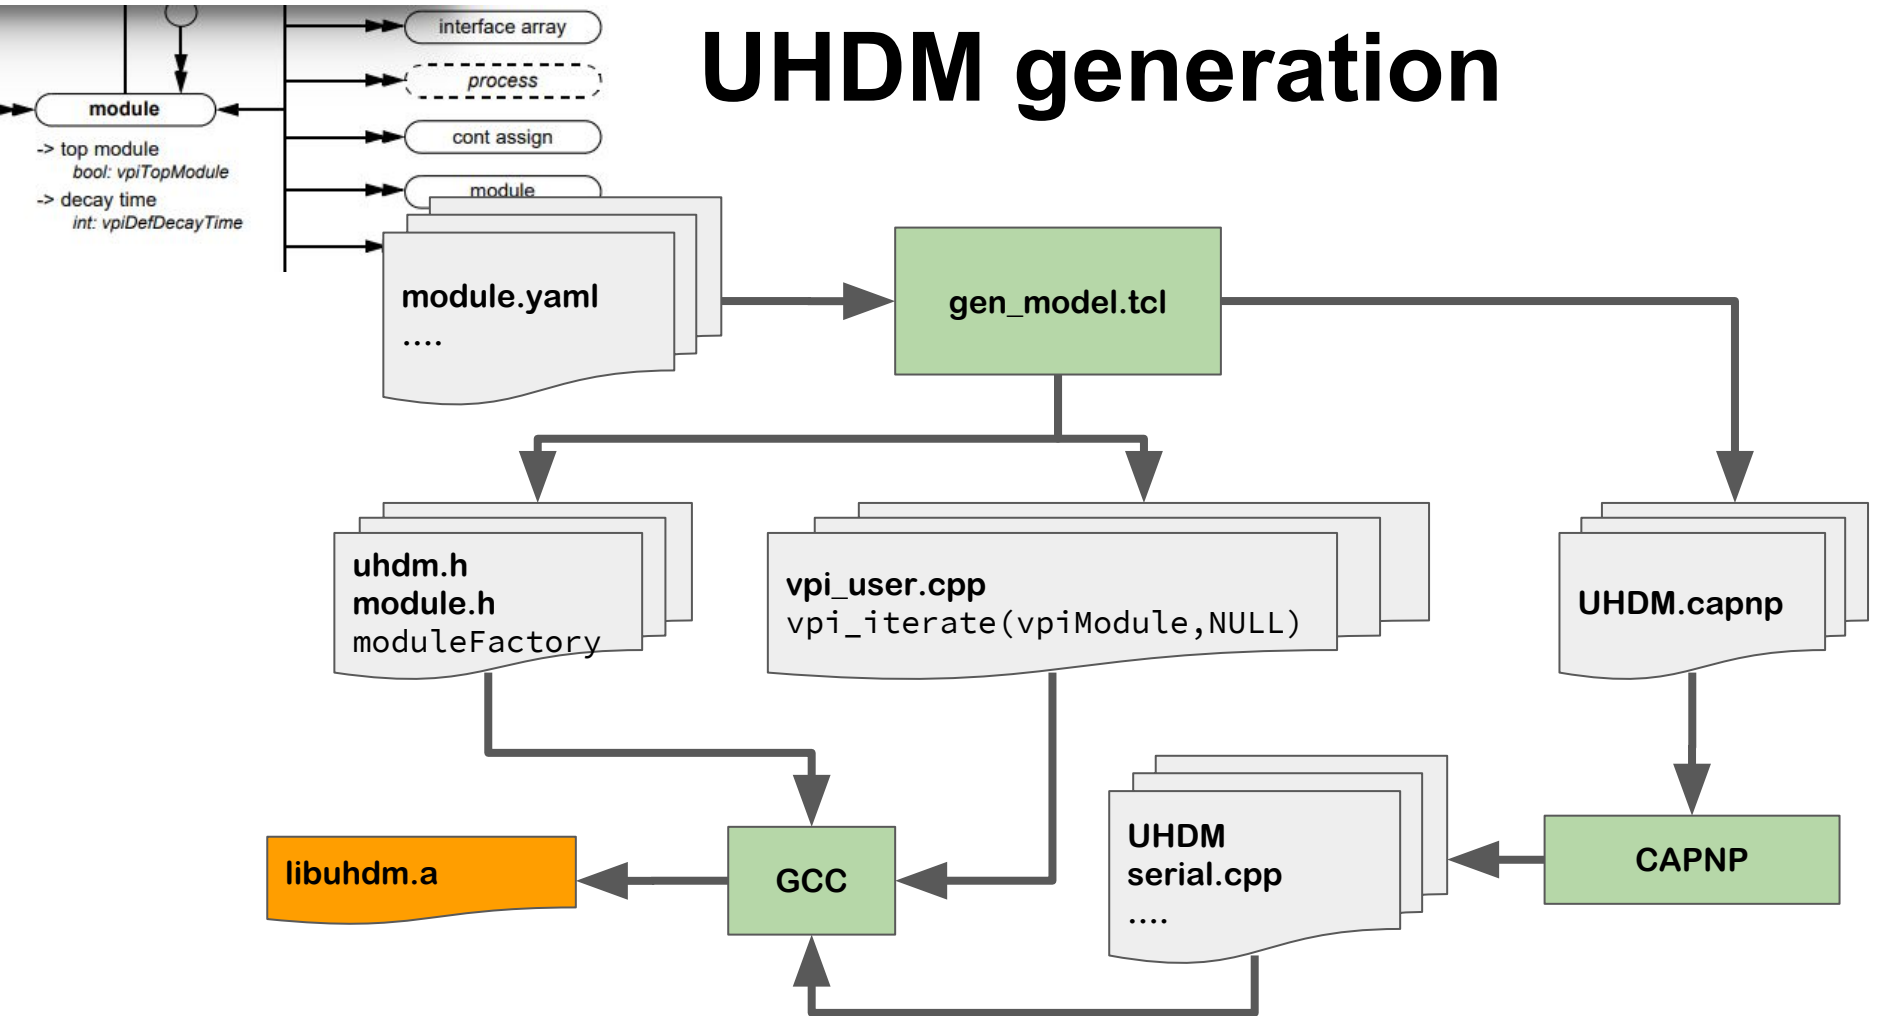 UHDM generation
interface array
process
cont assign
module
module
-> top module
bool: vpiTopModule
-> decay time
int: vpiDefDecayTime
module.yaml
....
gen_model.tcl
uhdm.h
module.h
moduleFactory
vpi_user.cpp
vpi_iterate(vpiModule,NULL)
UHDM.capnp
libuhdm.a
GCC
UHDM
serial.cpp
....
CAPNP